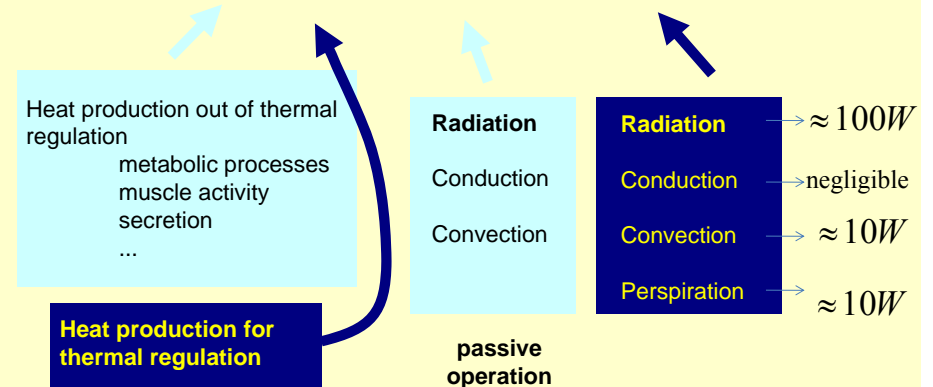 Heat production out of thermal
regulation
metabolic processes
muscle activity
secretion
...
Heat production for
thermal regulation
Radiation
Conduction
Convection
passive
operation
Radiation
Conduction
Convection
Perspiration
≈100W
negligible
≈10W
≈10W